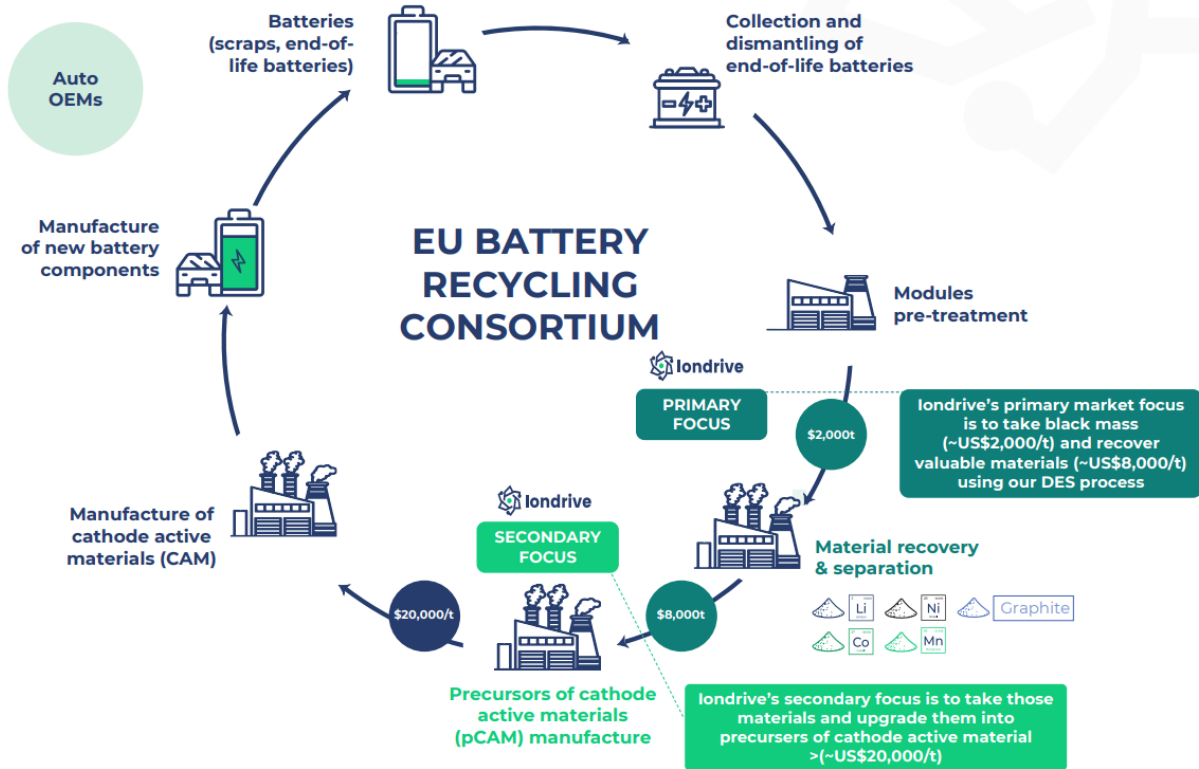 Auto
OEMs
Batteries
(scraps, end-of-
life batteries)
Collection and
dismantling of
end-of-life batteries
Manufacture
of new battery
components
EU BATTERY
RECYCLING
CONSORTIUM
Modules
pre-treatment
Iondrive
PRIMARY
FOCUS
$2,000t
Iondrive's primary market focus
is to take black mass
(~US$2,000/t) and recover
valuable materials (~US$8,000/t)
using our DES process
Manufacture of
cathode active
materials (CAM)
Iondrive
SECONDARY
FOCUS
Material recovery
& separation
Li
Ni
Graphite
Co
Mn
$20,000/t
$8,000t
Precursors of cathode
active materials
(pCAM) manufacture
Iondrive's secondary focus is to take those
materials and upgrade them into
precursers of cathode active material
>(~US$20,000/t)